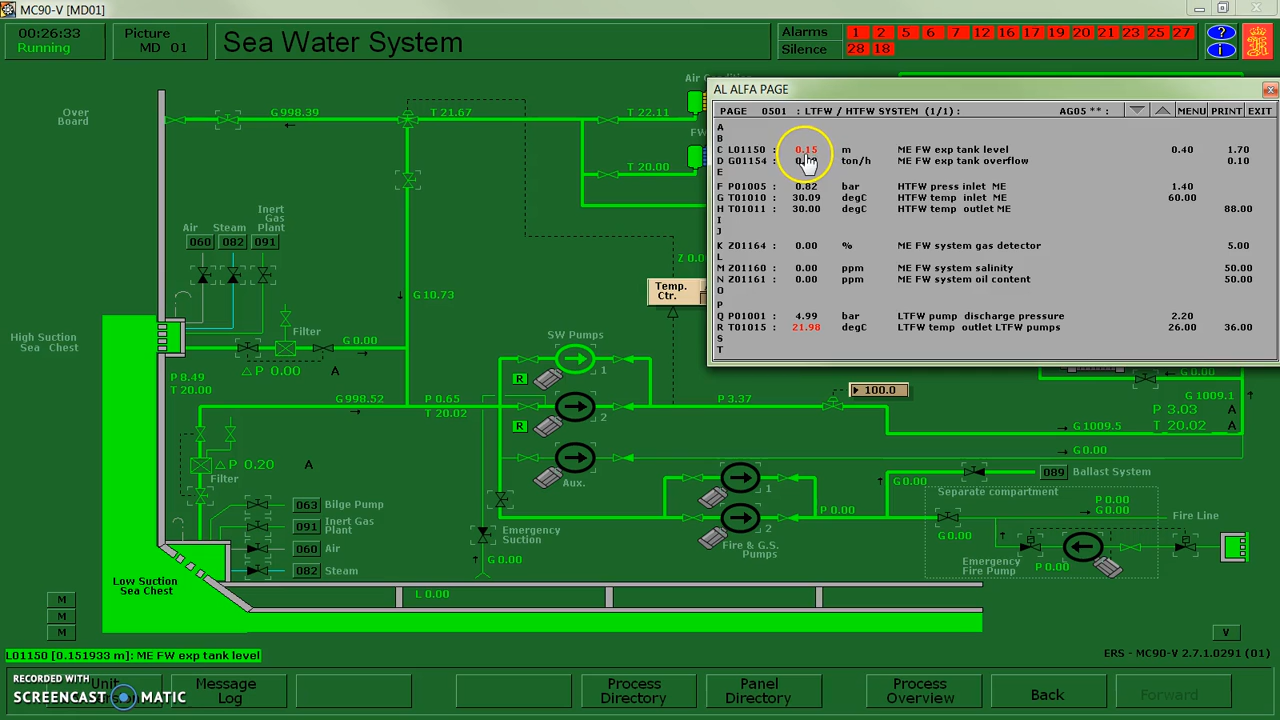 MC90-V [MD01]
00:26:33
Running
Picture
MD 01
Sea Water System
Alarms 1 2 5 6 7 12 16 17 19 20 21 23 25 27
Silence 28 18
?
i
Over
Board
G 998.39
T 21.67
T 22.11
Air Condition
FW
T 20.00
AL ALFA PAGE
PAGE 0501 : LTFW / HTFW SYSTEM (1/1) : AG05 ** : MENU PRINT EXIT
A
B
C L01150 : 0.15 m ME FW exp tank level 0.40 1.70
D G01154 : ton/h ME FW exp tank overflow 0.10
E
F P01005 : 0.82 bar HTFW press inlet ME 1.40
G T01010 : 30.09 degC HTFW temp inlet ME 60.00
H T01011 : 30.00 degC HTFW temp outlet ME 88.00
I
J
K Z01164 : 0.00 % ME FW system gas detector 5.00
L
M Z01160 : 0.00 ppm ME FW system salinity 50.00
N Z01161 : 0.00 ppm ME FW system oil content 50.00
O
P
Q P01001 : 4.99 bar LTFW pump discharge pressure 2.20
R T01015 : 21.98 degC LTFW temp outlet LTFW pumps 26.00 36.00
S
T
Air
060
Steam
082
Inert
Gas
Plant
091
Z 0.0
Temp.
Ctr.
G 10.73
Filter
High Suction
Sea Chest
G 0.00
△P 0.00 A
P 8.49
T 20.00
SW Pumps
R 1
R 2
Aux.
G 998.52
P 0.65
T 20.02
P 3.37
100.0
G 0.00
G 1009.1
P 3.03 A
T 20.02 A
G 1009.5
G 0.00
△P 0.20 A
Filter
063 Bilge Pump
091 Inert Gas
Plant
060 Air
082 Steam
Emergency
Suction
G 0.00
1
2
Fire & G.S.
Pumps
P 0.00
G 0.00
089 Ballast System
Separate compartment
P 0.00
G 0.00
Fire Line
G 0.00
Emergency
Fire Pump
P 0.00
Low Suction
Sea Chest
L 0.00
M
M
M
V
L01150 [0.151933 m]: ME FW exp tank level
ERS - MC90-V 2.7.1.0291 (01)
RECORDED WITH
SCREENCAST MATIC
Unit
Message
Log
Process
Directory
Panel
Directory
Process
Overview
Back
Forward